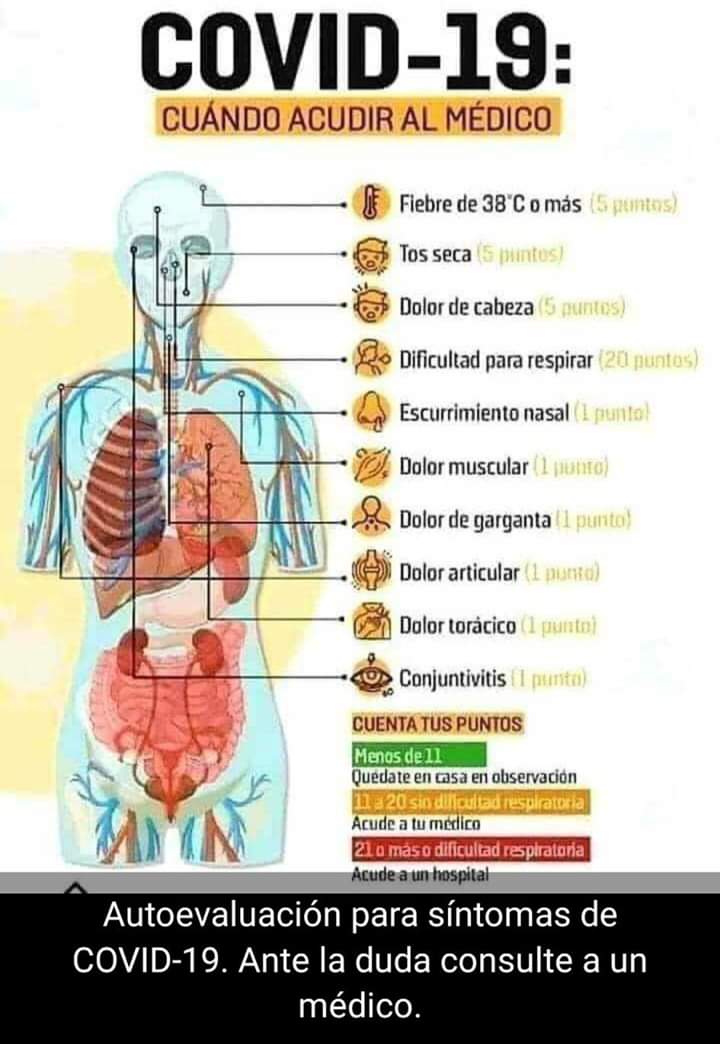 COVID-19:
CUÁNDO ACUDIR AL MÉDICO
Fiebre de 38°C o más (5 puntos)
Tos seca (5 puntos)
Dolor de cabeza (5 puntos)
Dificultad para respirar (20 puntos)
Escurrimiento nasal (1 punto)
Dolor muscular (1 punto)
Dolor de garganta (1 punto)
Dolor articular (1 punto)
Dolor torácico (1 punto)
Conjuntivitis (1 punto)
CUENTA TUS PUNTOS
Menos de 11
Quédate en casa en observación
11 a 20 sin dificultad respiratoria
Acude a tu médico
21 o más o dificultad respiratoria
Acude a un hospital
Autoevaluación para síntomas de
COVID-19. Ante la duda consulte a un
médico.